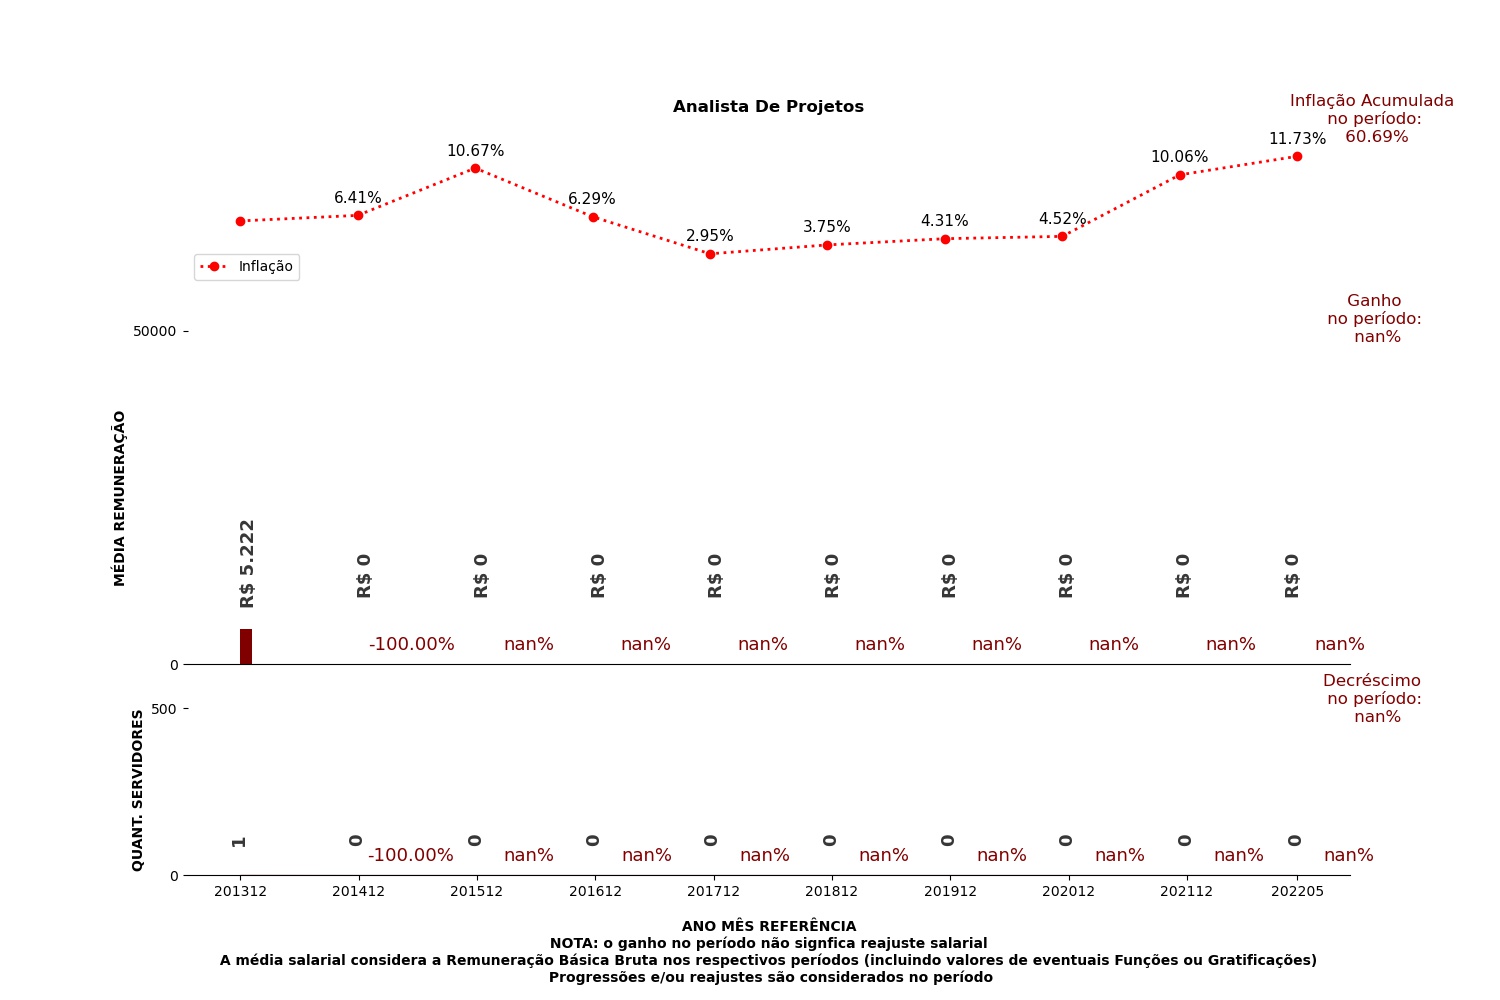 Analista De Projetos
Inflação Acumulada
no período:
60.69%
6.41%
10.67%
6.29%
2.95%
3.75%
4.31%
4.52%
10.06%
11.73%
Inflação
Ganho
no período:
nan%
50000
0
MÉDIA REMUNERAÇÃO
R$ 5.222
R$ 0
R$ 0
R$ 0
R$ 0
R$ 0
R$ 0
R$ 0
R$ 0
R$ 0
-100.00%
nan%
nan%
nan%
nan%
nan%
nan%
nan%
nan%
Decréscimo
no período:
nan%
500
0
QUANT. SERVIDORES
1
0
0
0
0
0
0
0
0
0
-100.00%
nan%
nan%
nan%
nan%
nan%
nan%
nan%
nan%
201312
201412
201512
201612
201712
201812
201912
202012
202112
202205
ANO MÊS REFERÊNCIA
NOTA: o ganho no período não signfica reajuste salarial
A média salarial considera a Remuneração Básica Bruta nos respectivos períodos (incluindo valores de eventuais Funções ou Gratificações)
Progressões e/ou reajustes são considerados no período